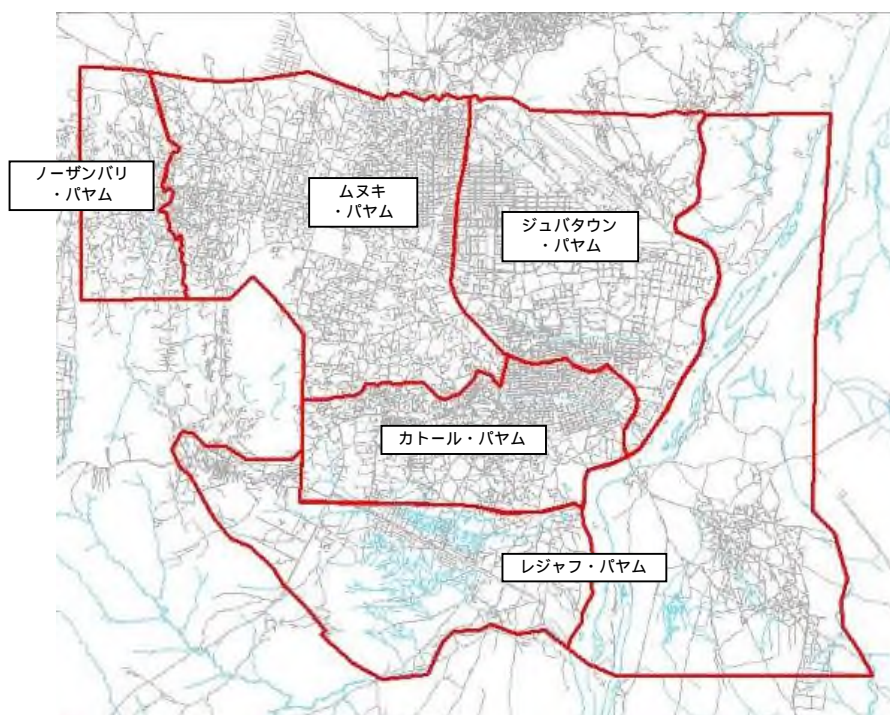 ノーザンバリ
・パヤム
ムヌキ
・パヤム
ジュバタウン
・パヤム
カトール・パヤム
レジャフ・パヤム